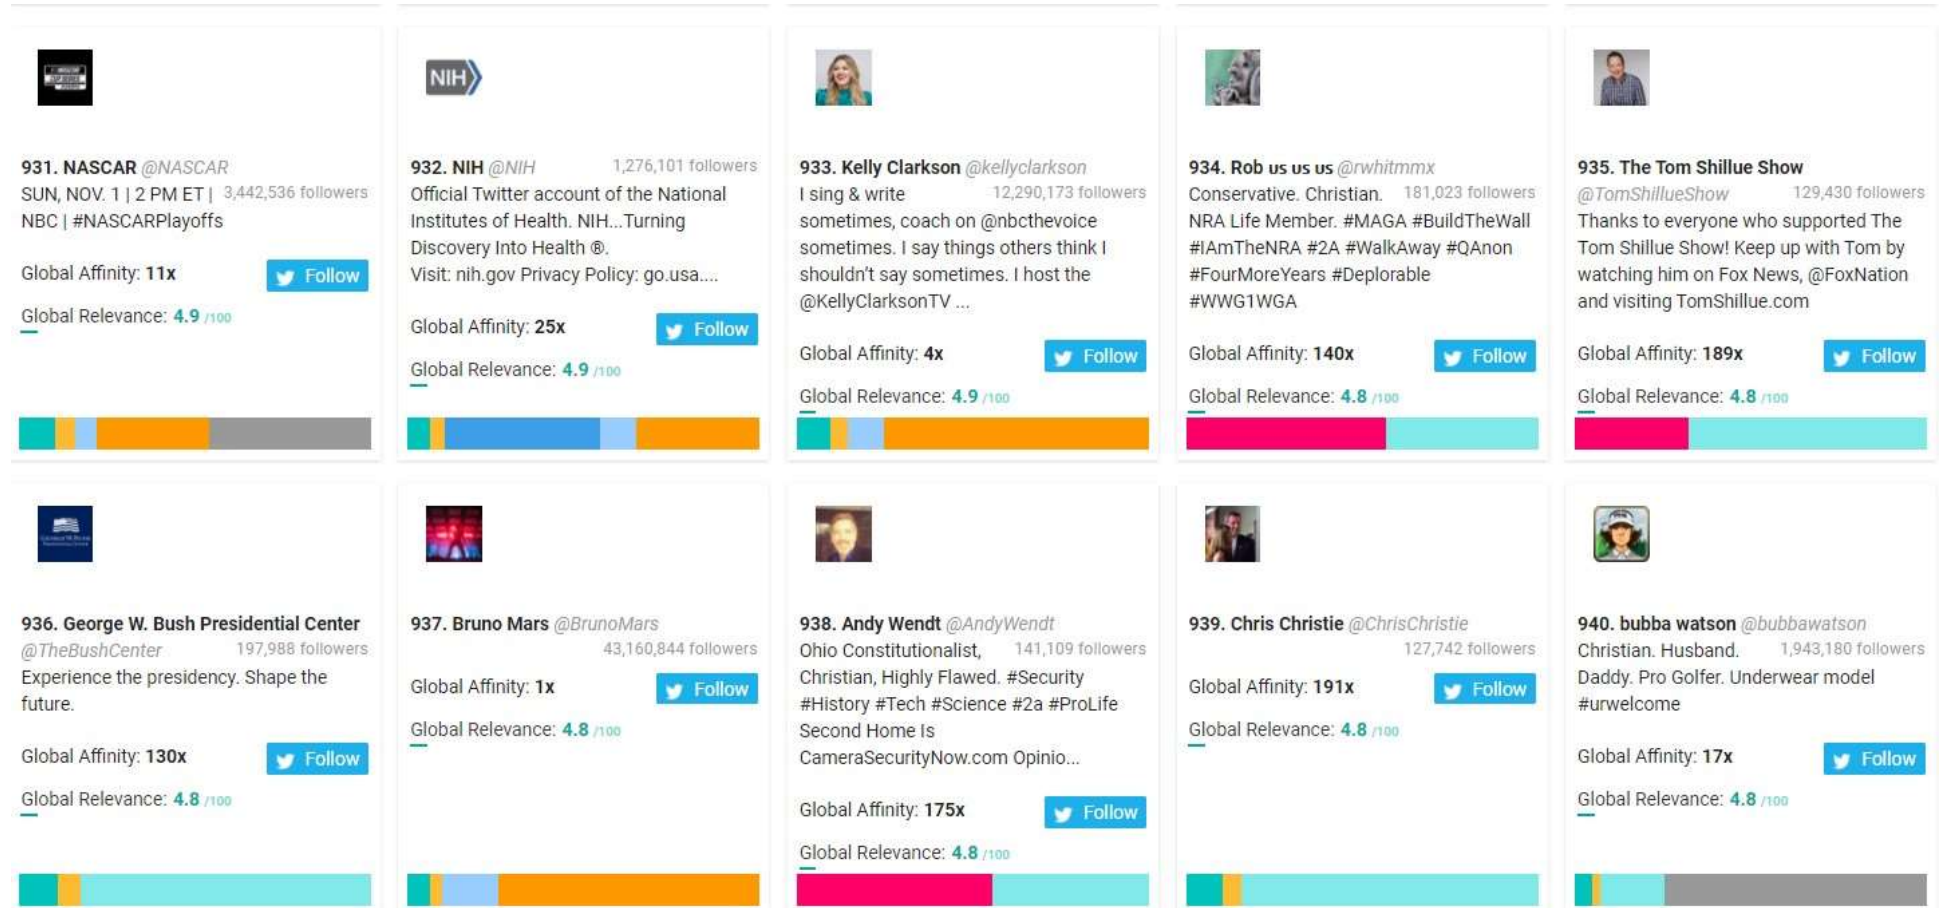 NIH
931. NASCAR @NASCAR
SUN, NOV. 1 | 2 PM ET | 3,442,536 followers
NBC | #NASCARPlayoffs
Global Affinity: 11x
Follow
Global Relevance: 4.9 /100
932. NIH @NIH 1,276,101 followers
Official Twitter account of the National
Institutes of Health. NIH...Turning
Discovery Into Health ®.
Visit: nih.gov Privacy Policy: go.usa....
Global Affinity: 25x
Follow
Global Relevance: 4.9 /100
933. Kelly Clarkson @kellyclarkson
I sing & write 12,290,173 followers
sometimes, coach on @nbcthevoice
sometimes. I say things others think I
shouldn't say sometimes. I host the
@KellyClarksonTV ...
Global Affinity: 4x
Follow
Global Relevance: 4.9 /100
934. Rob us us us @rwhitmmx
Conservative. Christian. 181,023 followers
NRA Life Member. #MAGA #BuildTheWall
#IAmTheNRA #2A #WalkAway #QAnon
#FourMoreYears #Deplorable
#WWG1WGA
Global Affinity: 140x
Follow
Global Relevance: 4.8 /100
935. The Tom Shillue Show
@TomShillueShow 129,430 followers
Thanks to everyone who supported The
Tom Shillue Show! Keep up with Tom by
watching him on Fox News, @FoxNation
and visiting TomShillue.com
Global Affinity: 189x
Follow
Global Relevance: 4.8 /100
936. George W. Bush Presidential Center
@TheBushCenter 197,988 followers
Experience the presidency. Shape the
future.
Global Affinity: 130x
Follow
Global Relevance: 4.8 /100
937. Bruno Mars @BrunoMars
43,160,844 followers
Global Affinity: 1x
Follow
Global Relevance: 4.8 /100
938. Andy Wendt @AndyWendt
Ohio Constitutionalist, 141,109 followers
Christian, Highly Flawed. #Security
#History #Tech #Science #2a #ProLife
Second Home Is
CameraSecurityNow.com Opinio...
Global Affinity: 175x
Follow
Global Relevance: 4.8 /100
939. Chris Christie @ChrisChristie
127,742 followers
Global Affinity: 191x
Follow
Global Relevance: 4.8 /100
940. bubba watson @bubbawatson
Christian. Husband. 1,943,180 followers
Daddy. Pro Golfer. Underwear model
#urwelcome
Global Affinity: 17x
Follow
Global Relevance: 4.8 /100